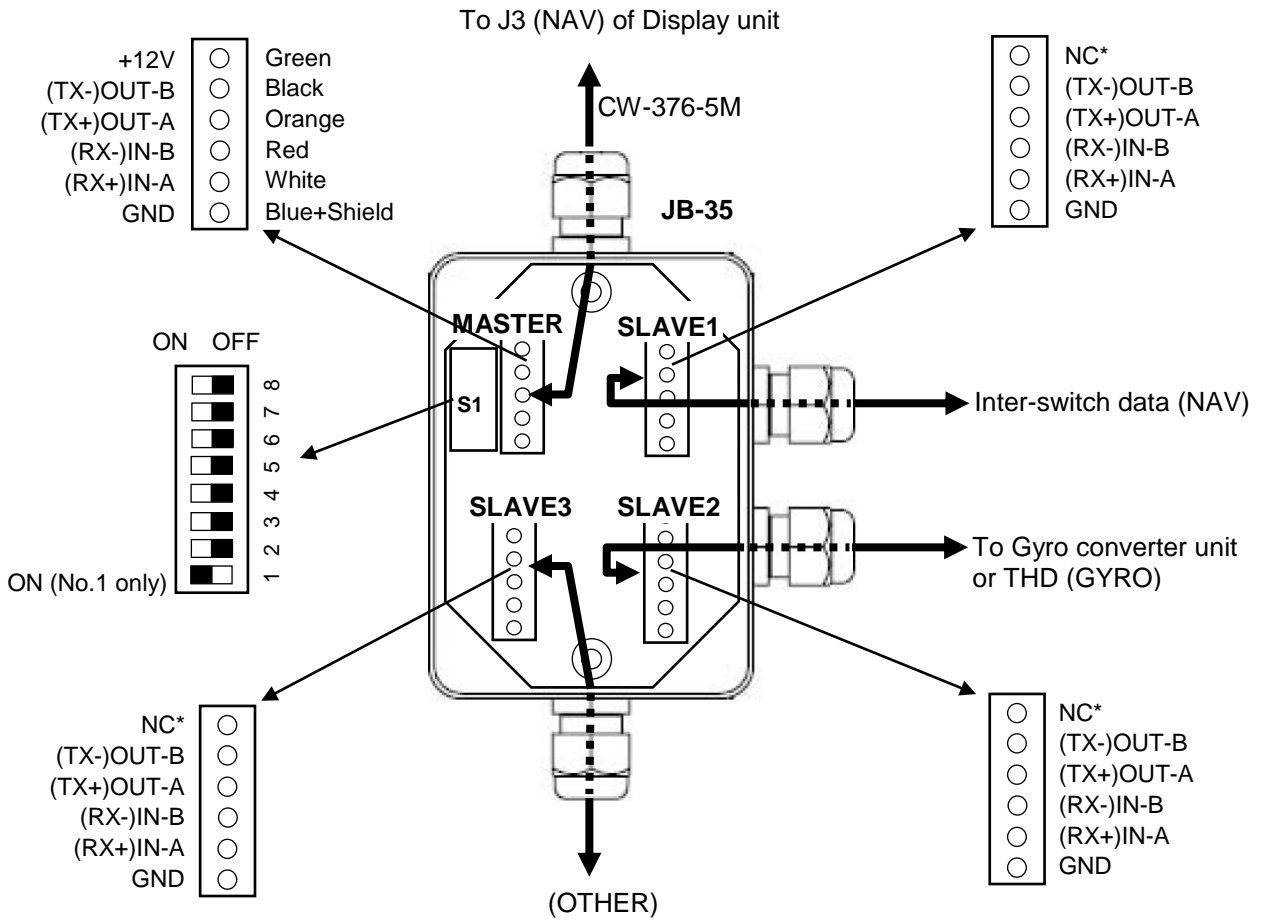 To J3 (NAV) of Display unit
+12V Green
(TX-)OUT-B Black
(TX+)OUT-A Orange
(RX-)IN-B Red
(RX+)IN-A White
GND Blue+Shield
NC*
(TX-)OUT-B
(TX+)OUT-A
(RX-)IN-B
(RX+)IN-A
GND
CW-376-5M
JB-35
MASTER
SLAVE1
S1
ON OFF
8
7
6
5
4
3
2
1
ON (No.1 only)
Inter-switch data (NAV)
SLAVE3
SLAVE2
To Gyro converter unit
or THD (GYRO)
NC*
(TX-)OUT-B
(TX+)OUT-A
(RX-)IN-B
(RX+)IN-A
GND
NC*
(TX-)OUT-B
(TX+)OUT-A
(RX-)IN-B
(RX+)IN-A
GND
(OTHER)